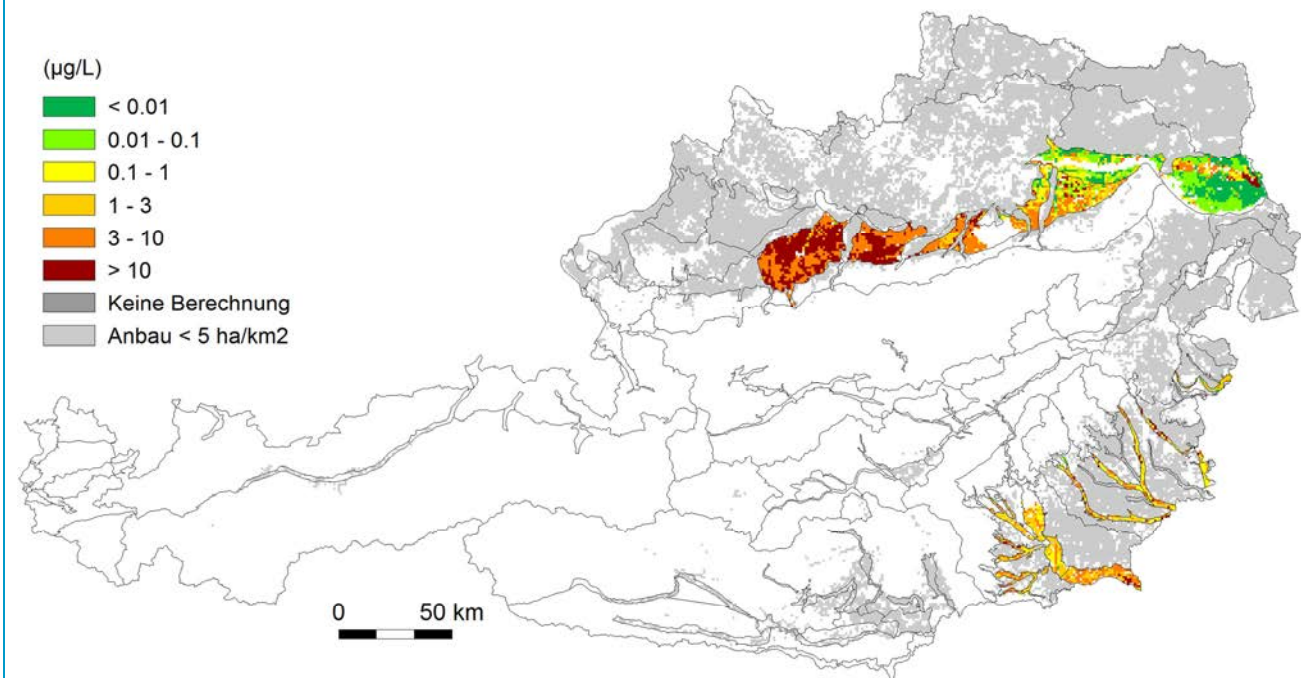 (µg/L)
< 0.01
0.01 - 0.1
0.1 - 1
1 - 3
3 - 10
> 10
Keine Berechnung
Anbau < 5 ha/km2
0 50 km